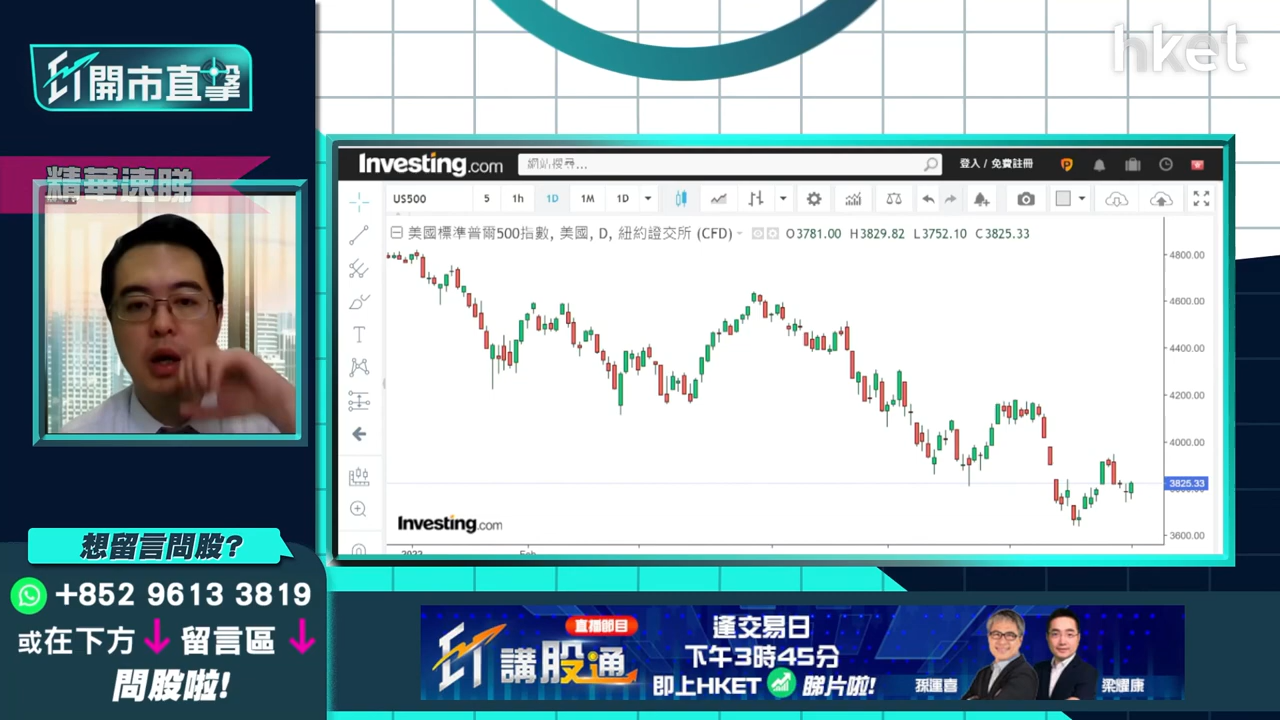 hket
ET開市直擊
精華速睇
Investing.com
網站搜尋...
登入 / 免費註冊
US500
5
1h
1D
1M
1D
美國標準普爾500指數, 美國, D, 紐約證交所 (CFD)
O3781.00 H3829.82 L3752.10 C3825.33
4800.00
4600.00
4400.00
4200.00
4000.00
3825.33
3600.00
Investing.com
2022
Feb
T
想留言問股?
+852 9613 3819
或在下方 留言區
問股啦!
ET講股通
直播節目
逢交易日
下午3時45分
即上HKET 睇片啦!
孫運喜
梁耀康